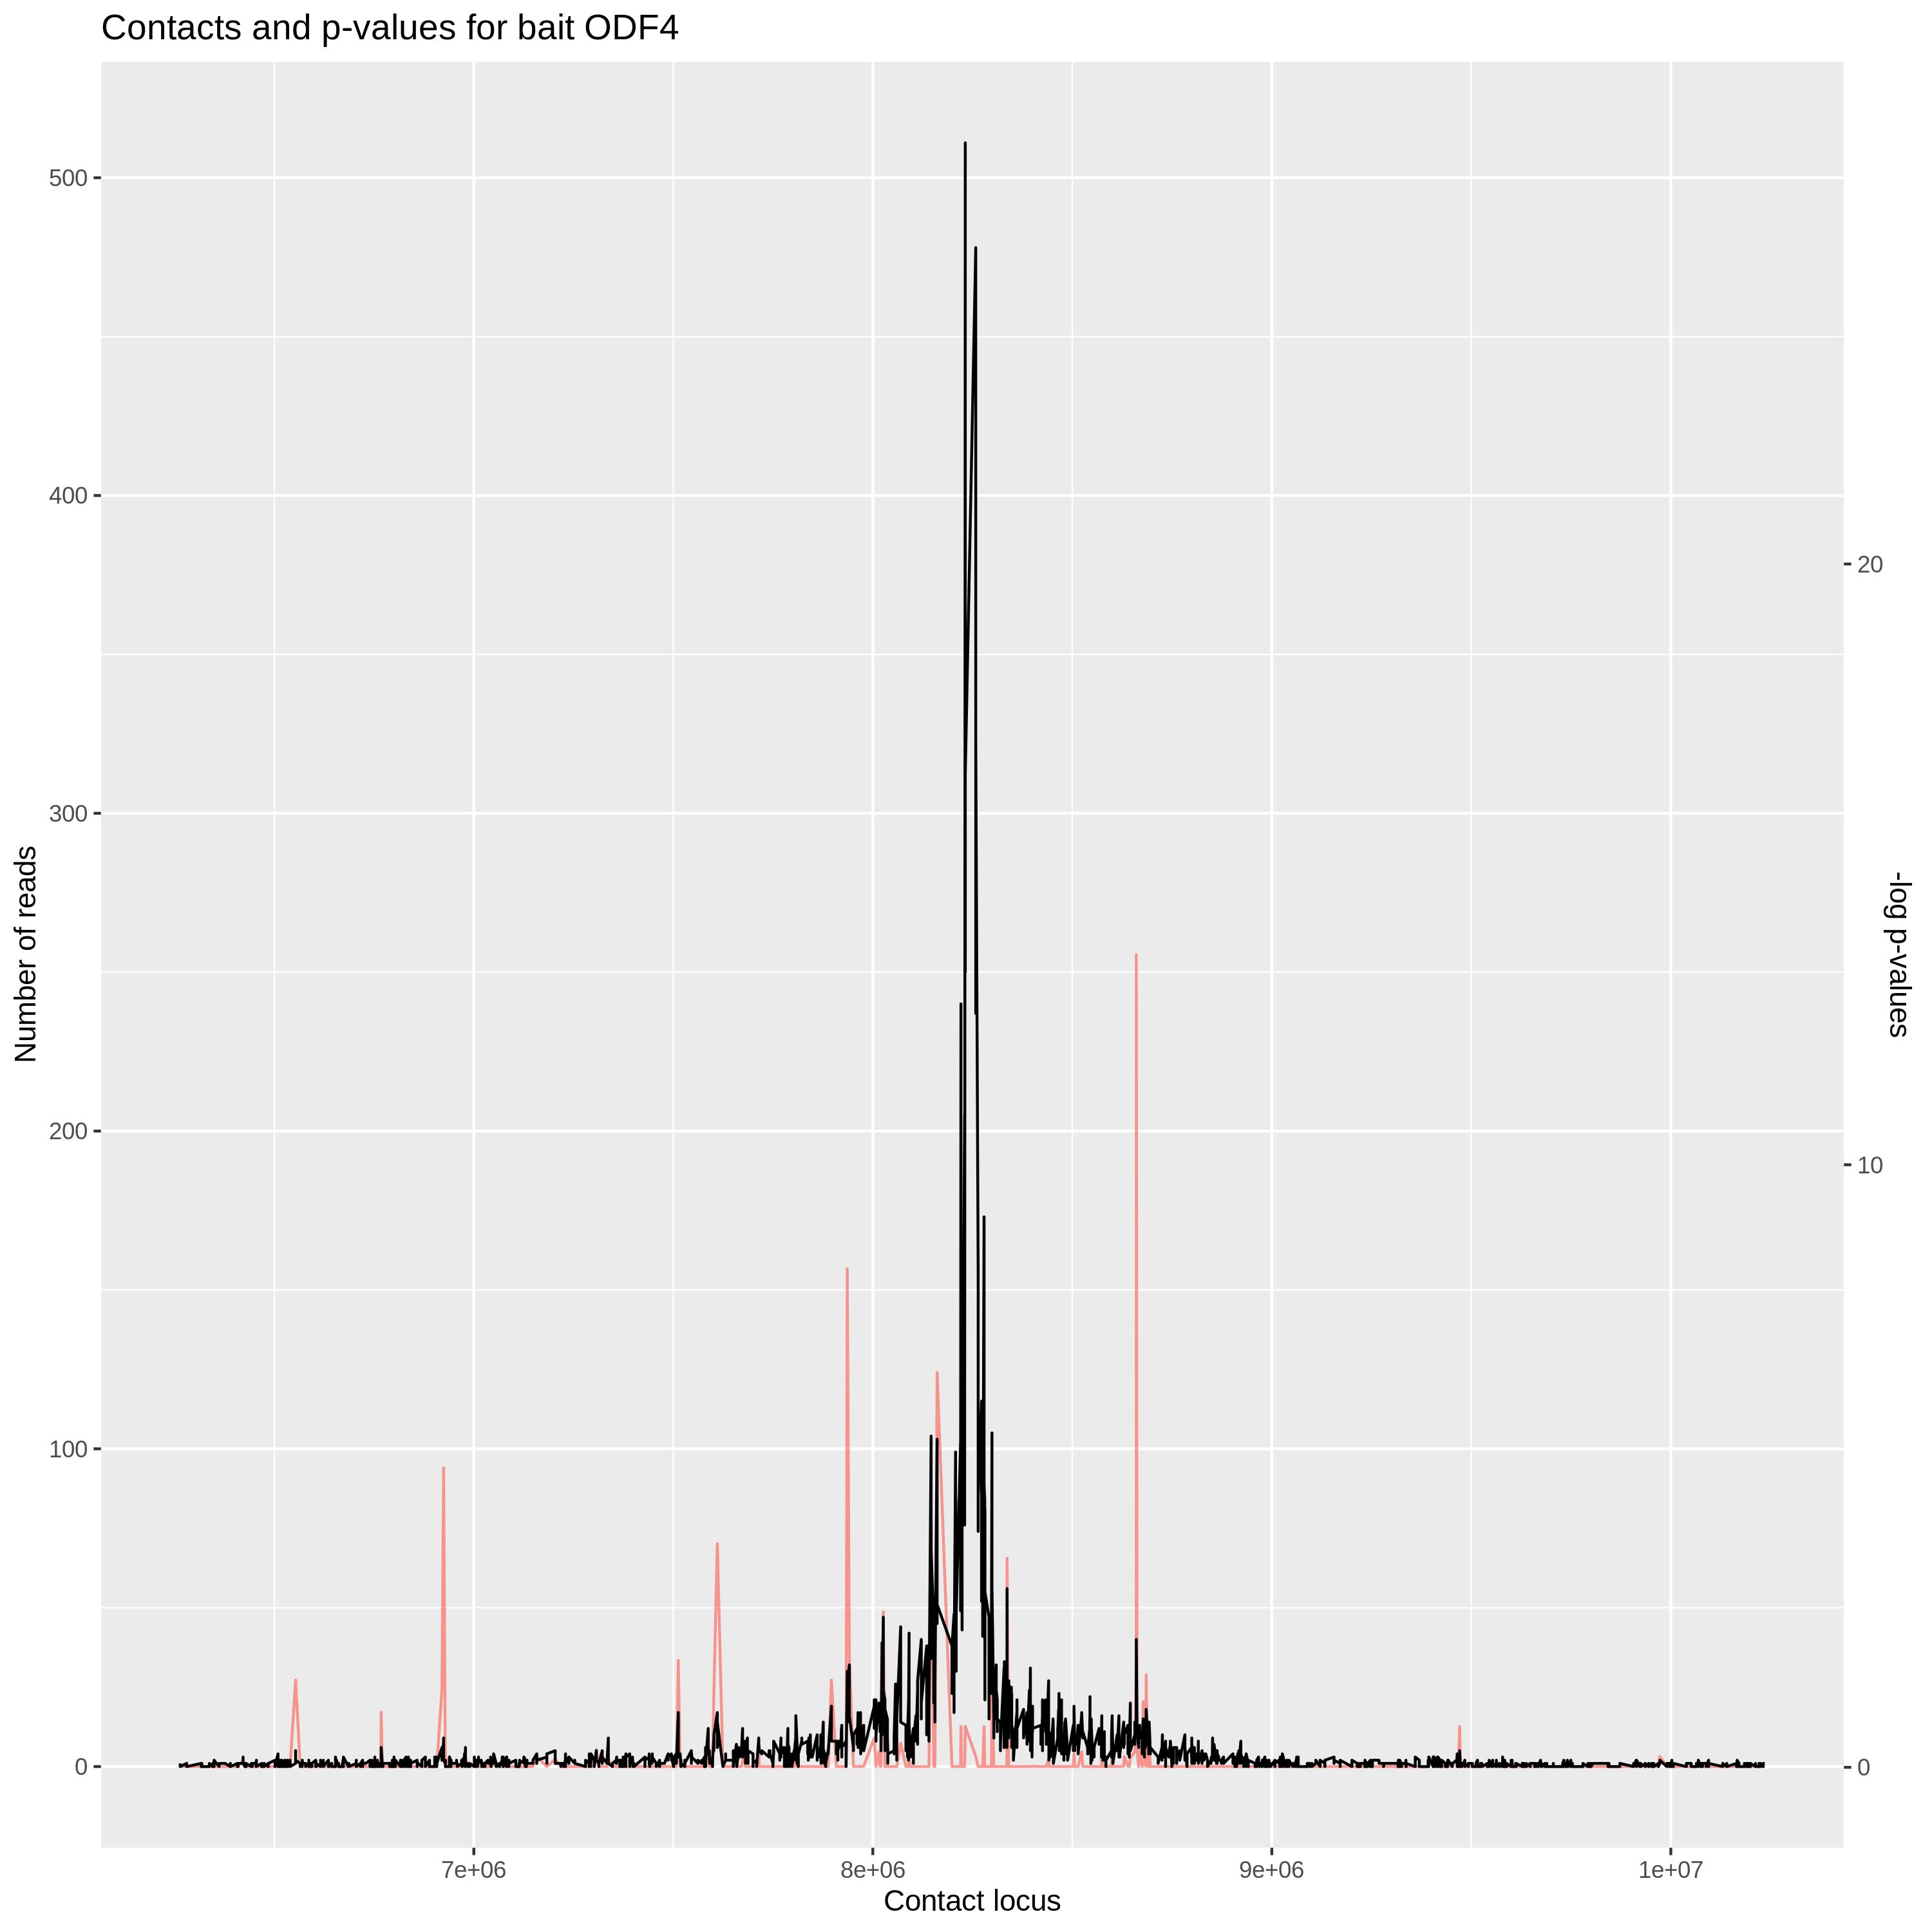 Contacts and p-values for bait ODF4
500
400
300
200
100
0
Number of reads
20
10
0
-log p-values
7e+06
8e+06
9e+06
1e+07
Contact locus